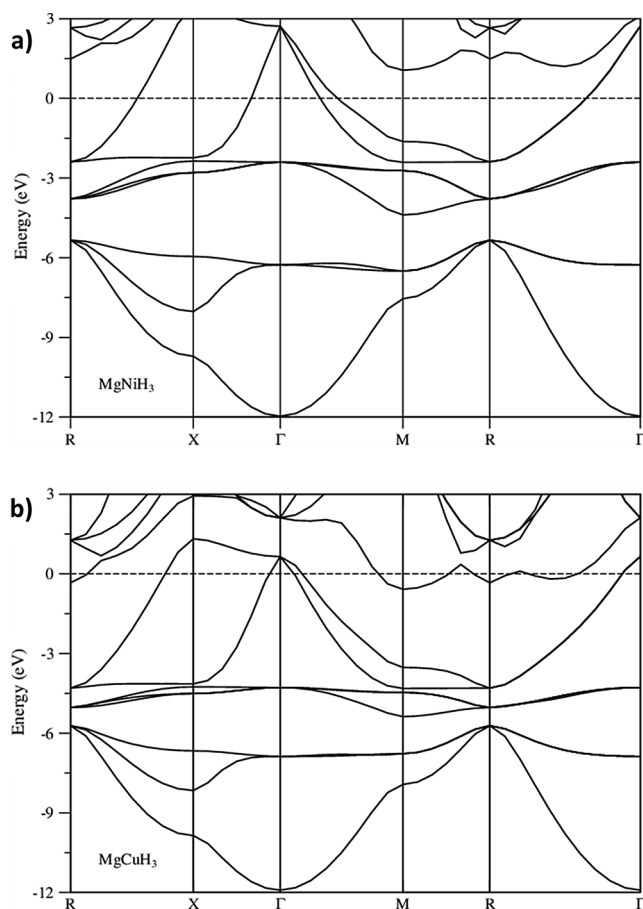 a)
3
0
-3
-6
-9
-12
Energy (eV)
MgNiH₃
R X Γ M R Γ
b)
3
0
-3
-6
-9
-12
Energy (eV)
MgCuH₃
R X Γ M R Γ